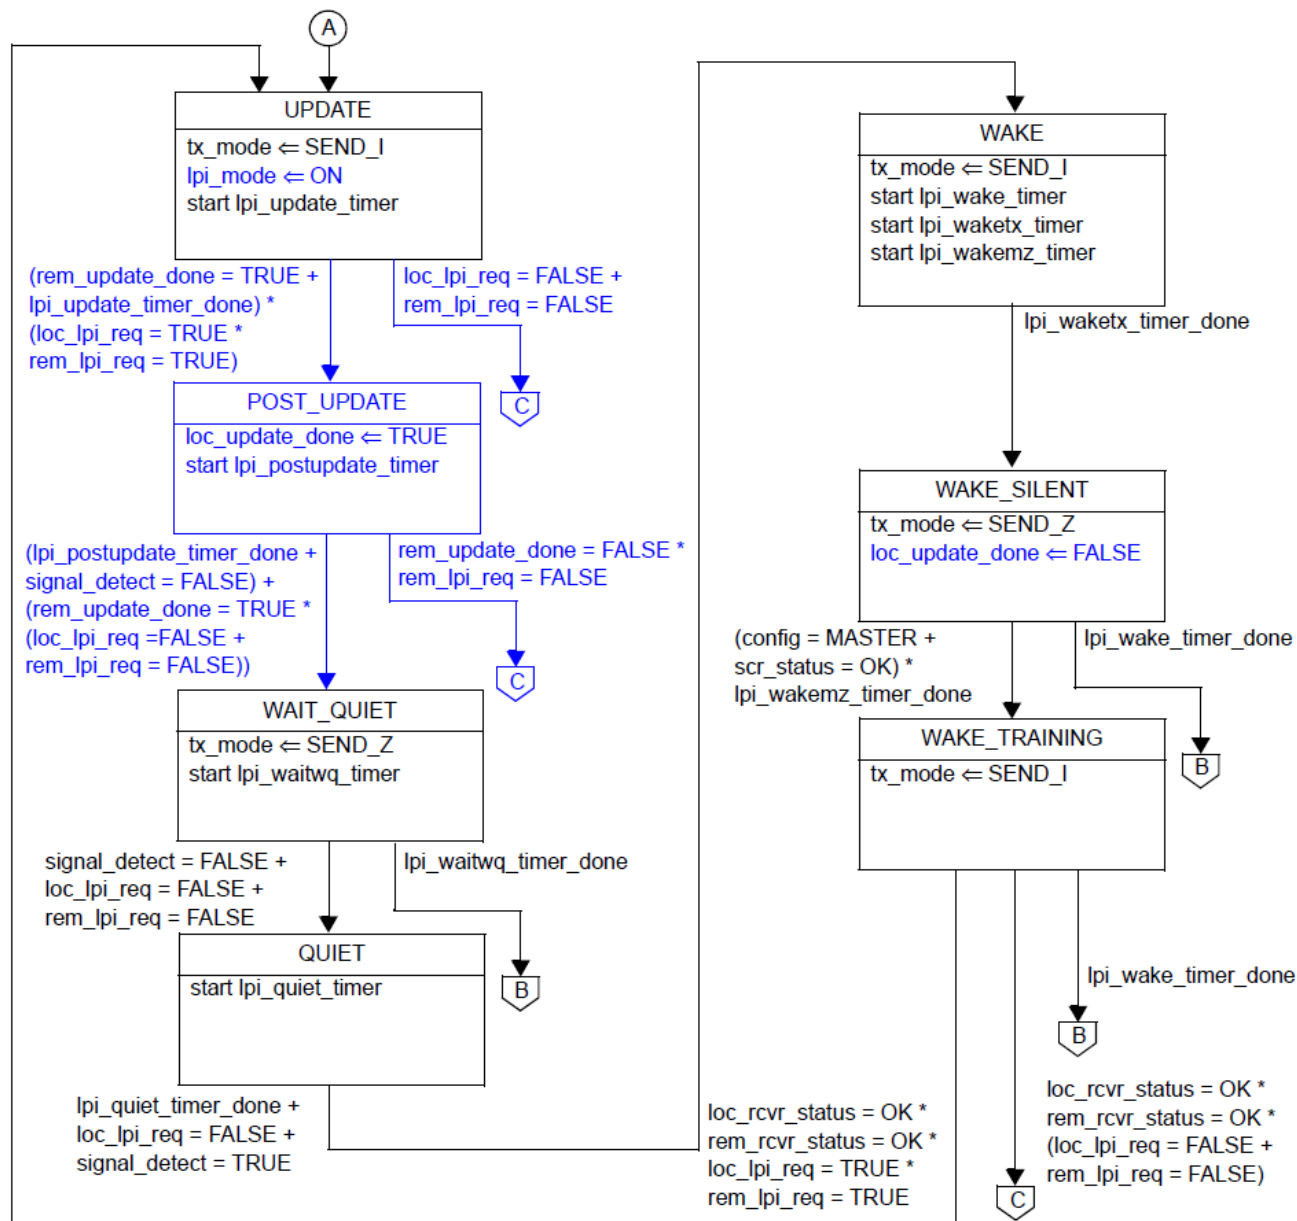 A
UPDATE
tx_mode ⇐ SEND_I
lpi_mode ⇐ ON
start lpi_update_timer
(rem_update_done = TRUE +
lpi_update_timer_done) *
(loc_lpi_req = TRUE *
rem_lpi_req = TRUE)
loc_lpi_req = FALSE +
rem_lpi_req = FALSE
C
POST_UPDATE
loc_update_done ⇐ TRUE
start lpi_postupdate_timer
(lpi_postupdate_timer_done +
signal_detect = FALSE) +
(rem_update_done = TRUE *
(loc_lpi_req =FALSE +
rem_lpi_req = FALSE))
rem_update_done = FALSE *
rem_lpi_req = FALSE
C
WAIT_QUIET
tx_mode ⇐ SEND_Z
start lpi_waitwq_timer
signal_detect = FALSE +
loc_lpi_req = FALSE +
rem_lpi_req = FALSE
lpi_waitwq_timer_done
B
QUIET
start lpi_quiet_timer
lpi_quiet_timer_done +
loc_lpi_req = FALSE +
signal_detect = TRUE
WAKE
tx_mode ⇐ SEND_I
start lpi_wake_timer
start lpi_waketx_timer
start lpi_wakemz_timer
lpi_waketx_timer_done
WAKE_SILENT
tx_mode ⇐ SEND_Z
loc_update_done ⇐ FALSE
(config = MASTER +
scr_status = OK) *
lpi_wakemz_timer_done
lpi_wake_timer_done
B
WAKE_TRAINING
tx_mode ⇐ SEND_I
lpi_wake_timer_done
B
loc_rcvr_status = OK *
rem_rcvr_status = OK *
loc_lpi_req = TRUE *
rem_lpi_req = TRUE
loc_rcvr_status = OK *
rem_rcvr_status = OK *
(loc_lpi_req = FALSE +
rem_lpi_req = FALSE)
C